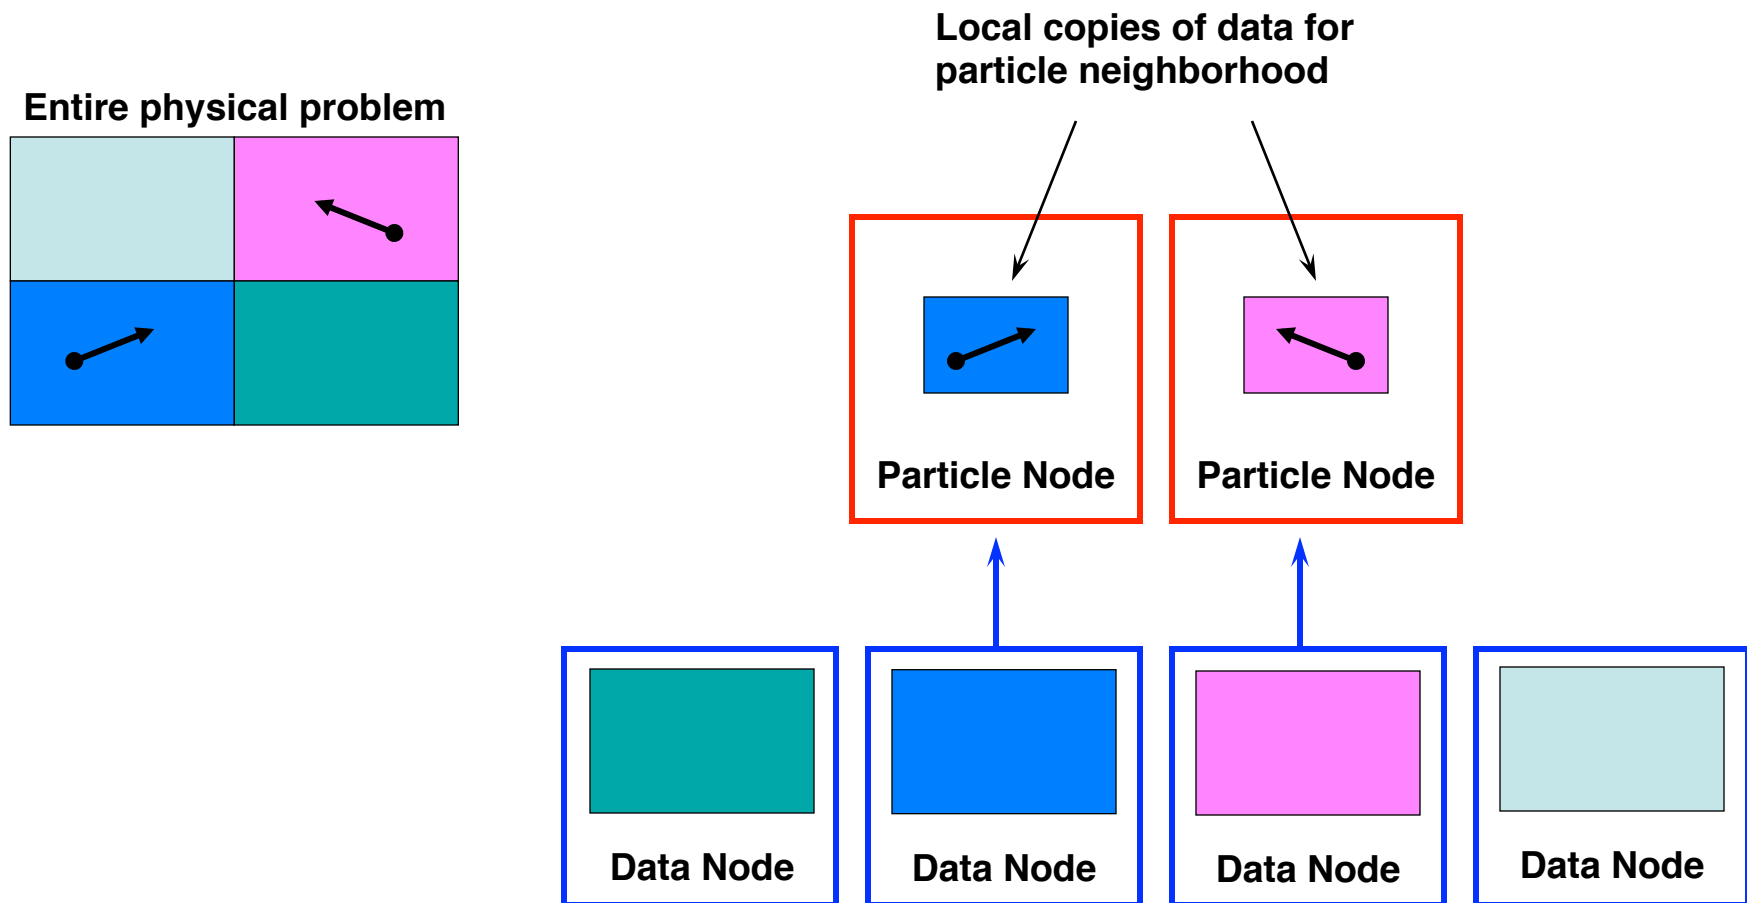 Local copies of data for
particle neighborhood
Entire physical problem
Particle Node
Particle Node
Data Node
Data Node
Data Node
Data Node